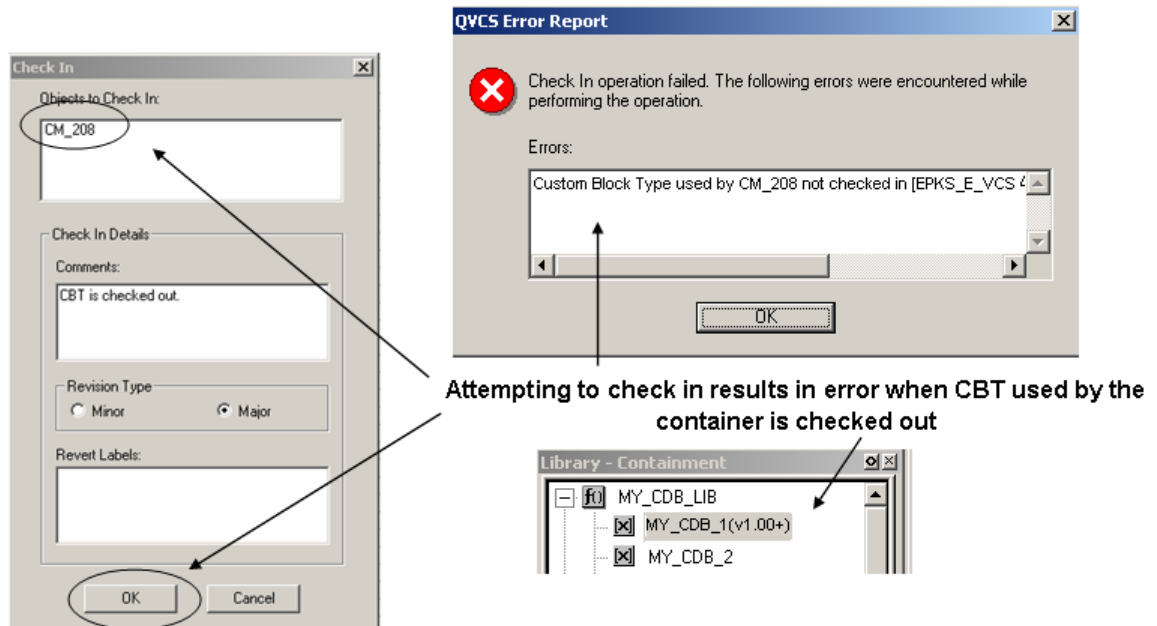 Check In
Objects to Check In:
CM_208
Check In Details
Comments:
CBT is checked out.
Revision Type
Minor
Major
Revert Labels:
OK
Cancel
QVCS Error Report
Check In operation failed. The following errors were encountered while
performing the operation.
Errors:
Custom Block Type used by CM_208 not checked in [EPKS_E_VCS
OK
Attempting to check in results in error when CBT used by the
container is checked out
Library - Containment
f() MY_CDB_LIB
[x] MY_CDB_1(v1.00+)
[x] MY_CDB_2